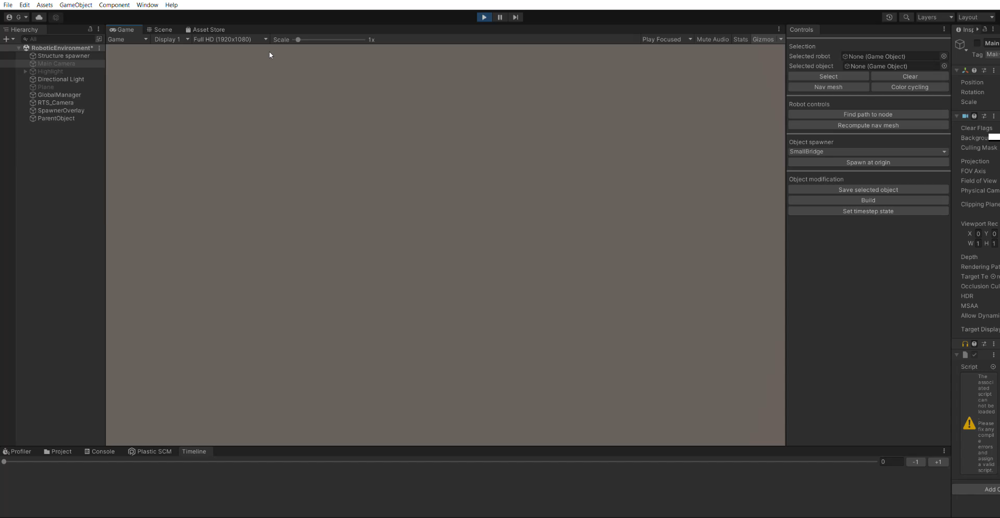 File Edit Assets GameObject Component Window Help
G Layers Layout
Hierarchy Game Scene Asset Store Controls Insp
All Game Display 1 Full HD (1920x1080) Scale 1x Play Focused Mute Audio Stats Gizmos
RoboticEnvironment*
Structure spawner
Main Camera
Highlight
Directional Light
Plane
GlobalManager
RTS_Camera
SpawnerOverlay
ParentObject
Selection
Selected robot None (Game Object)
Selected object None (Game Object)
Select Clear
Nav mesh Color cycling
Robot controls
Find path to node
Recompute nav mesh
Object spawner
SmallBridge
Spawn at origin
Object modification
Save selected object
Build
Set timestep state
Main
Tag Mai
Position
Rotation
Scale
Clear Flags
Backgrou
Culling Mask
Projection
FOV Axis
Field of View
Physical Cam
Clipping Plane
Viewport Rec
X 0 Y 0
W 1 H 1
Depth
Rendering Pat
Target Te
Occlusion Cul
HDR
MSAA
Allow Dynami
Target Display
Script
The
associ
ated
script
can
not be
loaded
.
Please
fix any
compil
e
errors
and
assign
a valid
script.
Add C
Profiler Project Console Plastic SCM Timeline
0 -1 +1